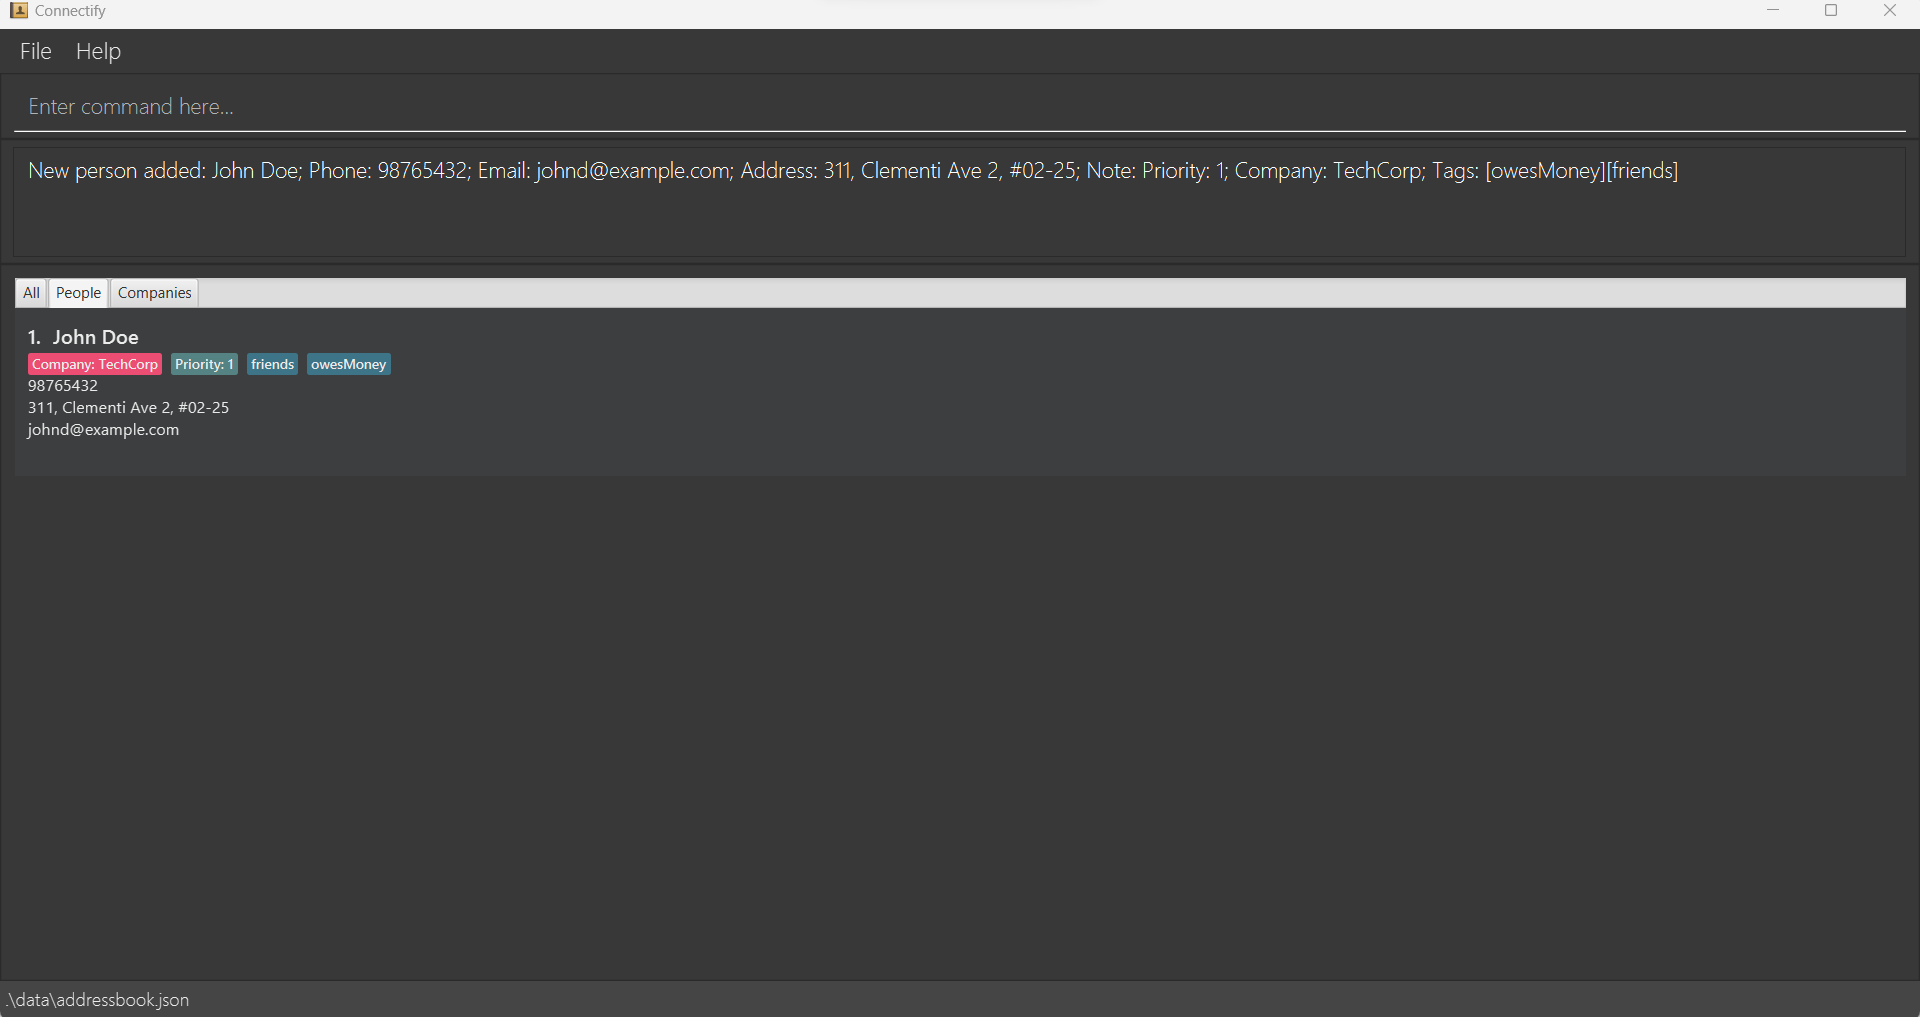 Connectify
File Help
Enter command here...
New person added: John Doe; Phone: 98765432; Email: johnd@example.com; Address: 311, Clementi Ave 2, #02-25; Note: Priority: 1; Company: TechCorp; Tags: [owesMoney][friends]
All People Companies
1. John Doe
Company: TechCorp Priority: 1 friends owesMoney
98765432
311, Clementi Ave 2, #02-25
johnd@example.com
.\data\addressbook.json